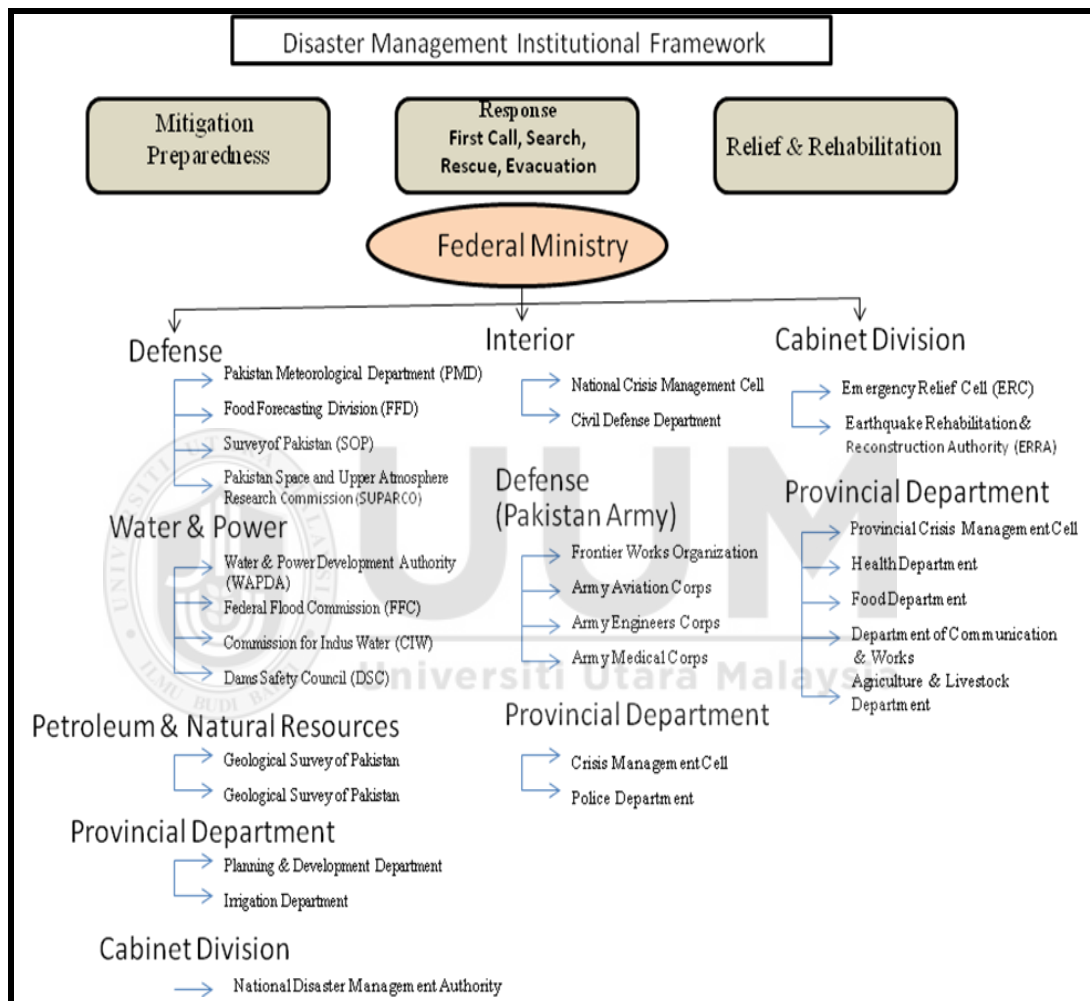 Disaster Management Institutional Framework
Mitigation
Preparedness
Response
First Call, Search,
Rescue, Evacuation
Relief & Rehabilitation
Federal Ministry
Defense
Pakistan Meteorological Department (PMD)
Food Forecasting Division (FFD)
Survey of Pakistan (SOP)
Pakistan Space and Upper Atmosphere
Research Commission (SUPARCO)
Water & Power
Water & Power Development Authority
(WAPDA)
Federal Flood Commission (FFC)
Commission for Indus Water (CIW)
Dams Safety Council (DSC)
Petroleum & Natural Resources
Geological Survey of Pakistan
Geological Survey of Pakistan
Provincial Department
Planning & Development Department
Irrigation Department
Cabinet Division
National Disaster Management Authority
Interior
National Crisis Management Cell
Civil Defense Department
Defense
(Pakistan Army)
Frontier Works Organization
Army Aviation Corps
Army Engineers Corps
Army Medical Corps
Provincial Department
Crisis Management Cell
Police Department
Cabinet Division
Emergency Relief Cell (ERC)
Earthquake Rehabilitation &
Reconstruction Authority (ERRA)
Provincial Department
Provincial Crisis Management Cell
Health Department
Food Department
Department of Communication
& Works
Agriculture & Livestock
Department
UUM
Universiti Utara Malaysia
UNIVERSITI UTARA MALAYSIA
ILMU BUDI BAKTI